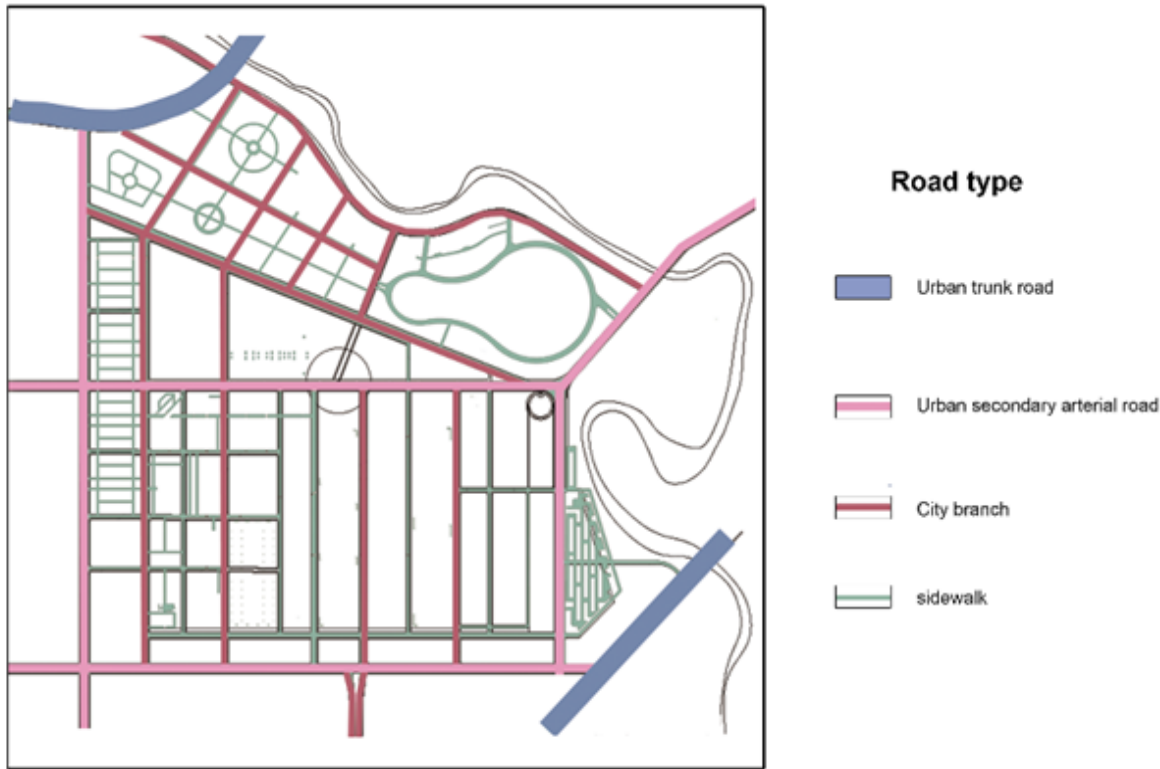 Road type
Urban trunk road
Urban secondary arterial road
City branch
sidewalk